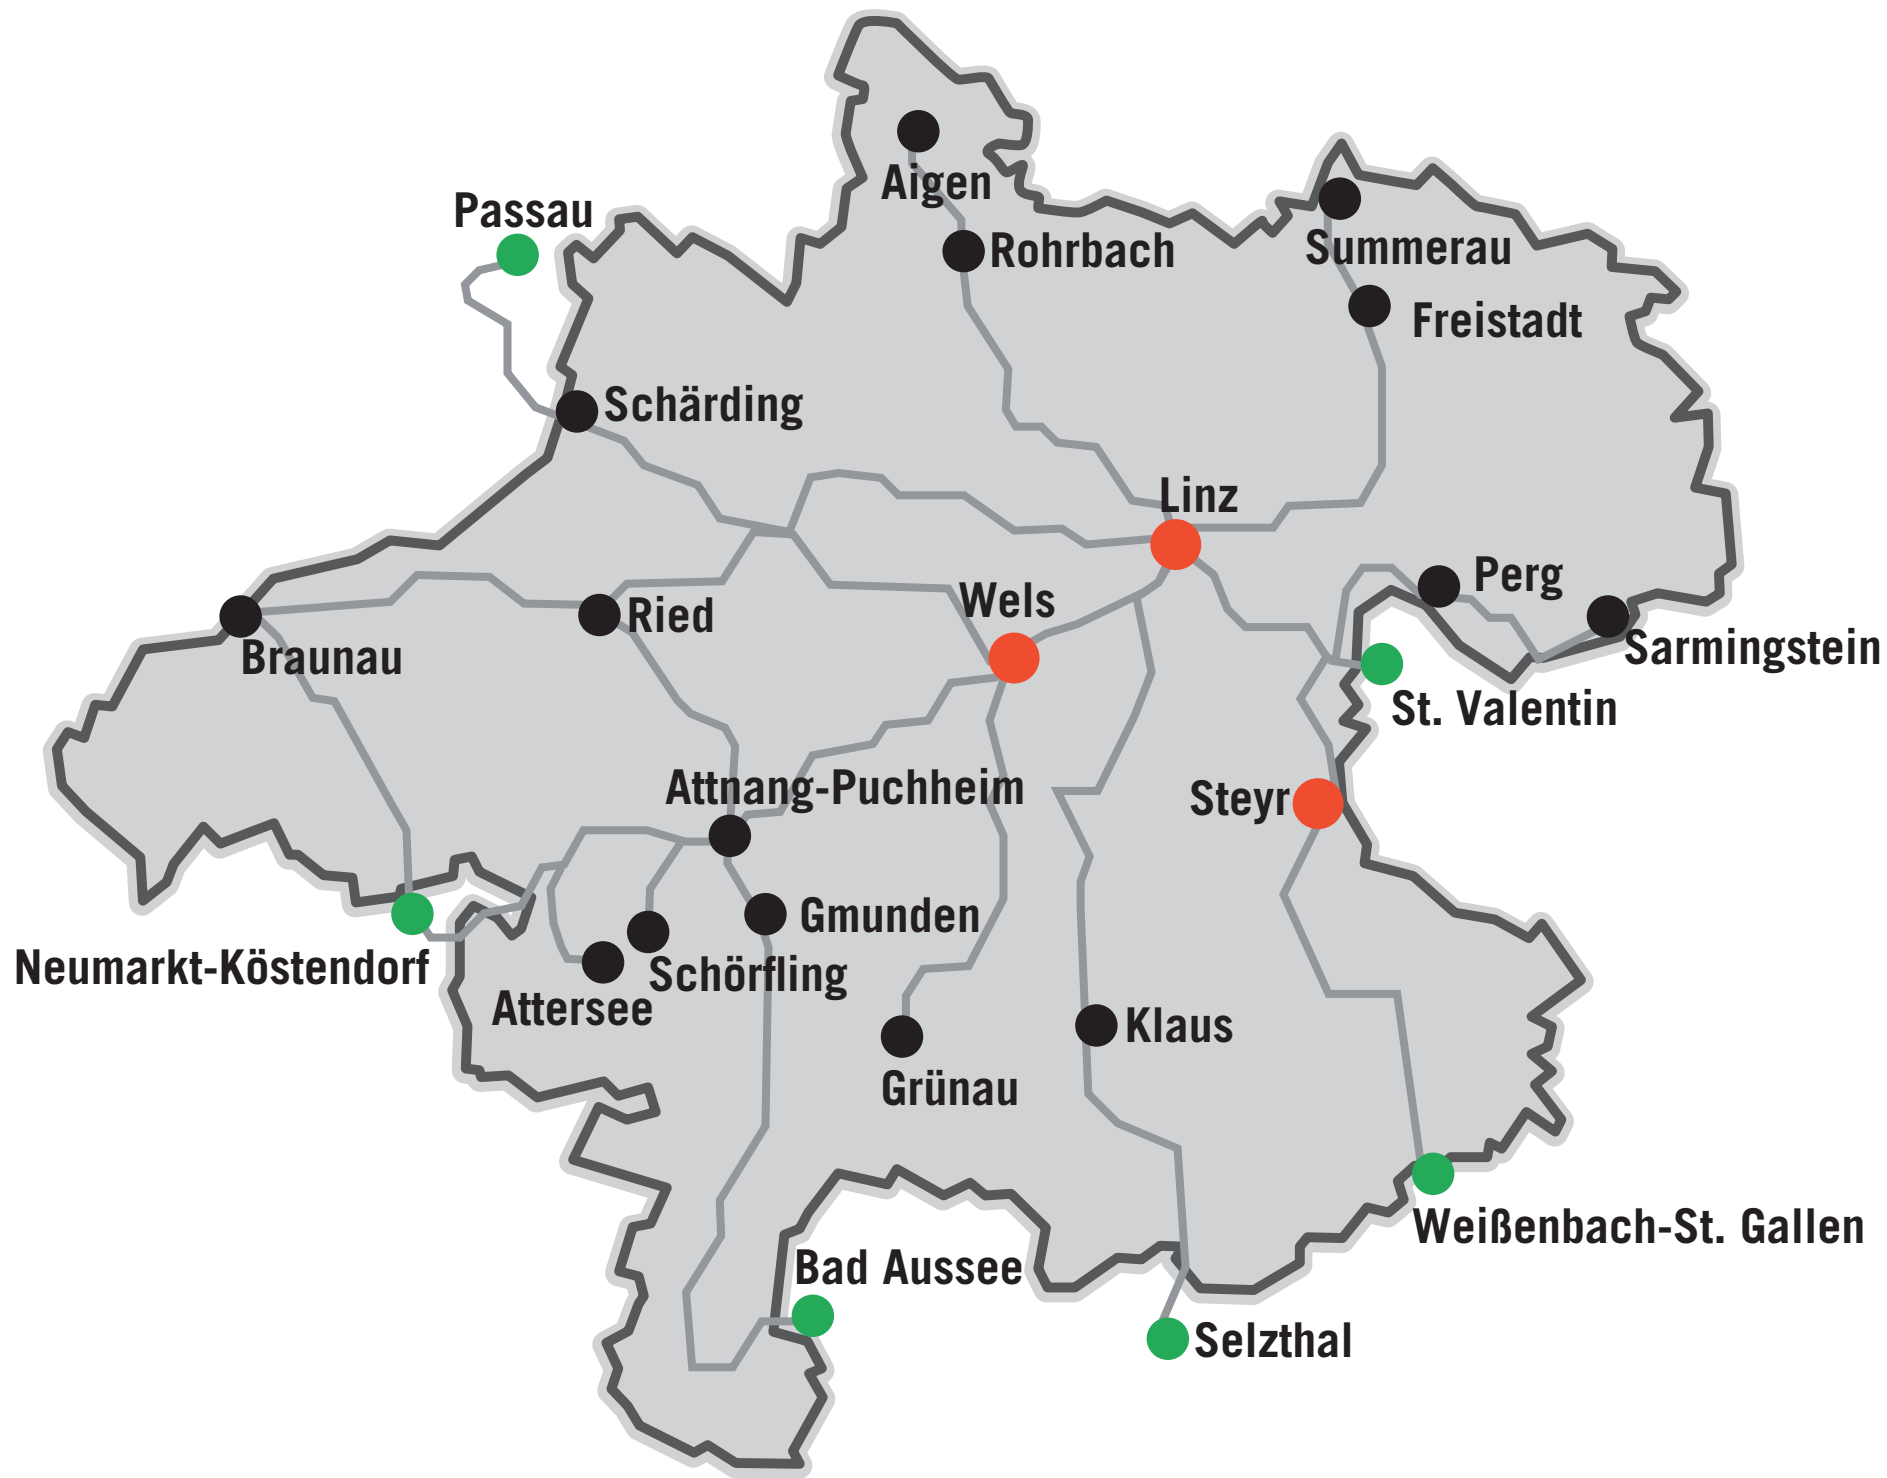 Aigen
Passau
Rohrbach
Summerau
Freistadt
Schärding
Linz
Perg
Wels
Ried
Braunau
Sarmingstein
St. Valentin
Attnang-Puchheim
Steyr
Gmunden
Neumarkt-Köstendorf
Schörfling
Attersee
Klaus
Grünau
Weißenbach-St. Gallen
Bad Aussee
Selzthal